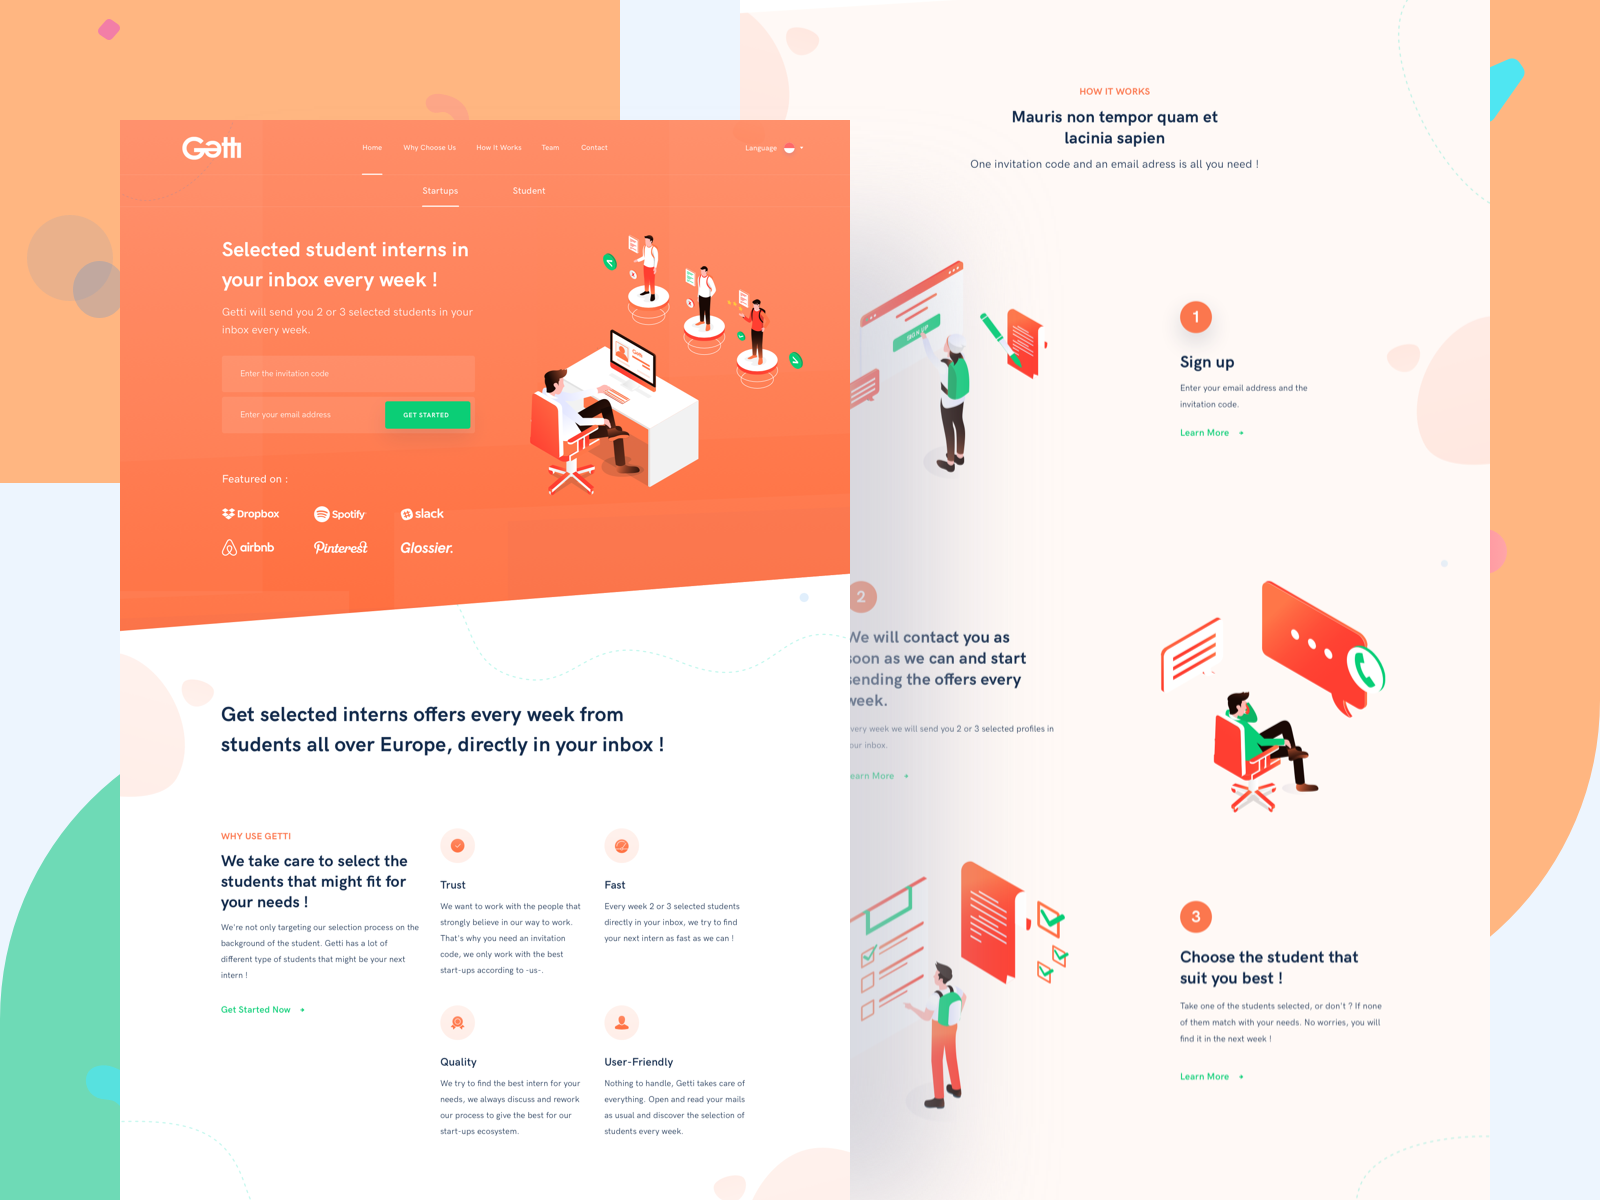 Getti
Home
Why Choose Us
How It Works
Team
Contact
Language
Startups
Student
Selected student interns in
your inbox every week !
Getti will send you 2 or 3 selected students in your
inbox every week.
Enter the invitation code
Enter your email address
GET STARTED
Featured on :
Dropbox
Spotify
slack
airbnb
Pinterest
Glossier.
Get selected interns offers every week from
students all over Europe, directly in your inbox !
WHY USE GETTI
We take care to select the
students that might fit for
your needs !
We're not only targeting our selection process on the
background of the student. Getti has a lot of
different type of students that might be your next
intern !
Get Started Now
Trust
We want to work with the people that
strongly believe in our way to work.
That's why you need an invitation
code, we only work with the best
start-ups according to -us-.
Fast
Every week 2 or 3 selected students
directly in your inbox, we try to find
your next intern as fast as we can !
Quality
We try to find the best intern for your
needs, we always discuss and rework
our process to give the best for our
start-ups ecosystem.
User-Friendly
Nothing to handle, Getti takes care of
everything. Open and read your mails
as usual and discover the selection of
students every week.
HOW IT WORKS
Mauris non tempor quam et
lacinia sapien
One invitation code and an email adress is all you need !
SIGN UP
1
Sign up
Enter your email address and the
invitation code.
Learn More
2
We will contact you as
soon as we can and start
sending the offers every
week.
very week we will send you 2 or 3 selected profiles in
our inbox.
earn More
3
Choose the student that
suit you best !
Take one of the students selected, or don't ? If none
of them match with your needs. No worries, you will
find it in the next week !
Learn More